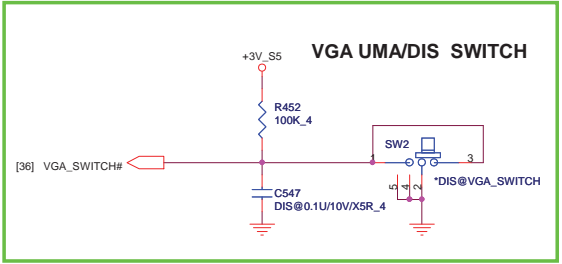 VGA UMA/DIS SWITCH
+3V_S5
R452
100K_4
SW2
1
3
[36] VGA_SWITCH#
*DIS@VGA_SWITCH
5
4
2
C547
DIS@0.1U/10V/X5R_4